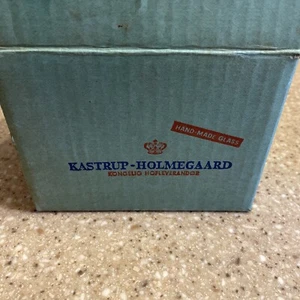 HAND-MADE GLASS
KASTRUP-HOLMEGAARD
KONGELIG HOFLEVERANDØR